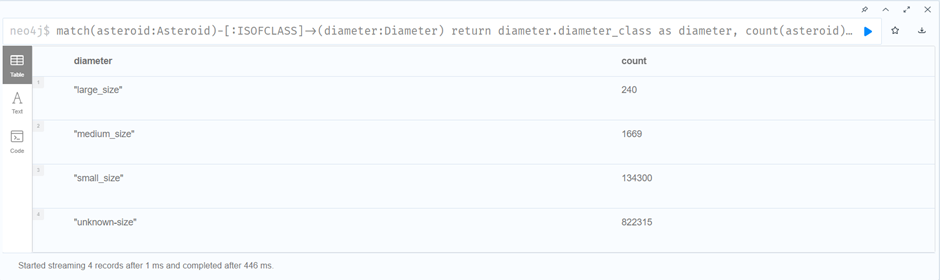 neo4j$ match(asteroid:Asteroid)-[:ISOFCLASS]->(diameter:Diameter) return diameter.diameter_class as diameter, count(asteroid)…
Table
diameter count
1
"large_size" 240
Text
2
"medium_size" 1669
Code
3
"small_size" 134300
4
"unknown-size" 822315
Started streaming 4 records after 1 ms and completed after 446 ms.